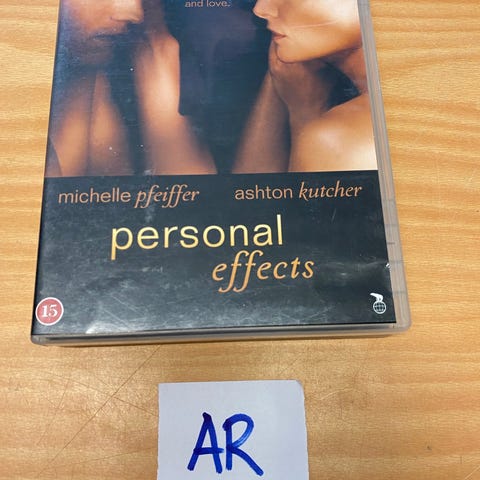 and love.
michelle pfeiffer ashton kutcher
personal
effects
15
AR